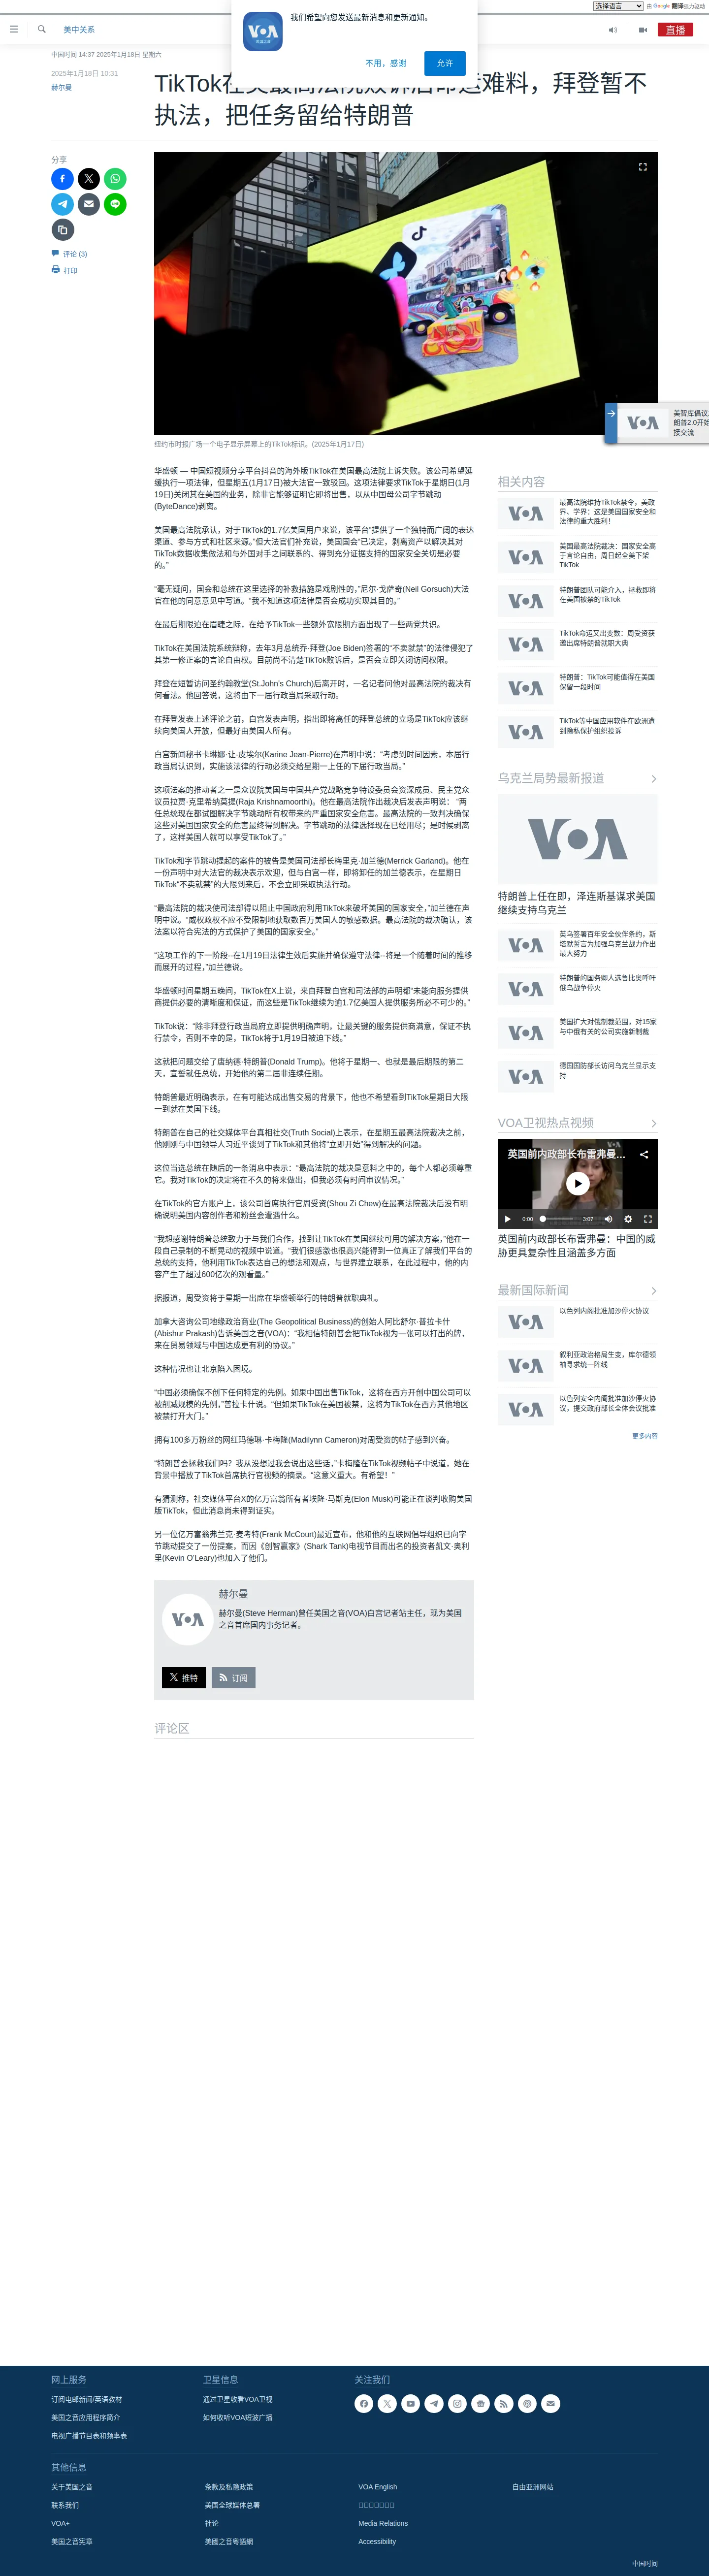 选择语言 由 Google 翻译强力驱动
我们希望向您发送最新消息和更新通知。
不用，感谢 允许
美中关系
直播
中国时间 14:37 2025年1月18日 星期六
2025年1月18日 10:31
赫尔曼
TikTok在美最高法院败诉后命运难料，拜登暂不
执法，把任务留给特朗普
分享
评论 (3)
打印
纽约市时报广场一个电子显示屏幕上的TikTok标识。(2025年1月17日)
美智库倡议
朗普2.0开始
接交流
华盛顿 — 中国短视频分享平台抖音的海外版TikTok在美国最高法院上诉失败。该公司希望延
缓执行一项法律，但星期五(1月17日)被大法官一致驳回。这项法律要求TikTok于星期日(1月
19日)关闭其在美国的业务，除非它能够证明它即将出售，以从中国母公司字节跳动
(ByteDance)剥离。
美国最高法院承认，对于TikTok的1.7亿美国用户来说，该平台“提供了一个独特而广阔的表达
渠道、参与方式和社区来源。”但大法官们补充说，美国国会“已决定，剥离资产以解决其对
TikTok数据收集做法和与外国对手之间联系的、得到充分证据支持的国家安全关切是必要
的。”
“毫无疑问，国会和总统在这里选择的补救措施是戏剧性的，”尼尔·戈萨奇(Neil Gorsuch)大法
官在他的同意意见中写道。“我不知道这项法律是否会成功实现其目的。”
在最后期限迫在眉睫之际，在给予TikTok一些额外宽限期方面出现了一些两党共识。
TikTok在美国法院系统辩称，去年3月总统乔·拜登(Joe Biden)签署的“不卖就禁”的法律侵犯了
其第一修正案的言论自由权。目前尚不清楚TikTok败诉后，是否会立即关闭访问权限。
拜登在短暂访问圣约翰教堂(St.John’s Church)后离开时，一名记者问他对最高法院的裁决有
何看法。他回答说，这将由下一届行政当局采取行动。
在拜登发表上述评论之前，白宫发表声明，指出即将离任的拜登总统的立场是TikTok应该继
续向美国人开放，但最好由美国人所有。
白宫新闻秘书卡琳娜·让-皮埃尔(Karine Jean-Pierre)在声明中说：“考虑到时间因素，本届行
政当局认识到，实施该法律的行动必须交给星期一上任的下届行政当局。”
这项法案的推动者之一是众议院美国与中国共产党战略竞争特设委员会资深成员、民主党众
议员拉贾·克里希纳莫提(Raja Krishnamoorthi)。他在最高法院作出裁决后发表声明说： “两
任总统现在都试图解决字节跳动所有权带来的严重国家安全危害。最高法院的一致判决确保
这些对美国国家安全的危害最终得到解决。字节跳动的法律选择现在已经用尽；是时候剥离
了，这样美国人就可以享受TikTok了。”
TikTok和字节跳动提起的案件的被告是美国司法部长梅里克·加兰德(Merrick Garland)。他在
一份声明中对大法官的裁决表示欢迎，但与白宫一样，即将卸任的加兰德表示，在星期日
TikTok“不卖就禁”的大限到来后，不会立即采取执法行动。
“最高法院的裁决使司法部得以阻止中国政府利用TikTok来破坏美国的国家安全，”加兰德在声
明中说。“威权政权不应不受限制地获取数百万美国人的敏感数据。最高法院的裁决确认，该
法案以符合宪法的方式保护了美国的国家安全。”
“这项工作的下一阶段--在1月19日法律生效后实施并确保遵守法律--将是一个随着时间的推移
而展开的过程，”加兰德说。
华盛顿时间星期五晚间，TikTok在X上说，来自拜登白宫和司法部的声明都“未能向服务提供
商提供必要的清晰度和保证，而这些是TikTok继续为逾1.7亿美国人提供服务所必不可少的。”
TikTok说：“除非拜登行政当局府立即提供明确声明，让最关键的服务提供商满意，保证不执
行禁令，否则不幸的是，TikTok将于1月19日被迫下线。”
这就把问题交给了唐纳德·特朗普(Donald Trump)。他将于星期一、也就是最后期限的第二
天，宣誓就任总统，开始他的第二届非连续任期。
特朗普最近明确表示，在有可能达成出售交易的背景下，他也不希望看到TikTok星期日大限
一到就在美国下线。
特朗普在自己的社交媒体平台真相社交(Truth Social)上表示，在星期五最高法院裁决之前，
他刚刚与中国领导人习近平谈到了TikTok和其他将“立即开始”得到解决的问题。
这位当选总统在随后的一条消息中表示：“最高法院的裁决是意料之中的，每个人都必须尊重
它。我对TikTok的决定将在不久的将来做出，但我必须有时间审议情况。”
在TikTok的官方账户上，该公司首席执行官周受资(Shou Zi Chew)在最高法院裁决后没有明
确说明美国内容创作者和粉丝会遭遇什么。
“我想感谢特朗普总统致力于与我们合作，找到让TikTok在美国继续可用的解决方案，”他在一
段自己录制的不断晃动的视频中说道。“我们很感激也很高兴能得到一位真正了解我们平台的
总统的支持，他利用TikTok表达自己的想法和观点，与世界建立联系，在此过程中，他的内
容产生了超过600亿次的观看量。”
据报道，周受资将于星期一出席在华盛顿举行的特朗普就职典礼。
加拿大咨询公司地缘政治商业(The Geopolitical Business)的创始人阿比舒尔·普拉卡什
(Abishur Prakash)告诉美国之音(VOA)：“我相信特朗普会把TikTok视为一张可以打出的牌，
来在贸易领域与中国达成更有利的协议。”
这种情况也让北京陷入困境。
“中国必须确保不创下任何特定的先例。如果中国出售TikTok，这将在西方开创中国公司可以
被削减规模的先例，”普拉卡什说。“但如果TikTok在美国被禁，这将为TikTok在西方其他地区
被禁打开大门。”
拥有100多万粉丝的网红玛德琳·卡梅隆(Madilynn Cameron)对周受资的帖子感到兴奋。
“特朗普会拯救我们吗？我从没想过我会说出这些话，”卡梅隆在TikTok视频帖子中说道，她在
背景中播放了TikTok首席执行官视频的摘录。“这意义重大。有希望！”
有猜测称，社交媒体平台X的亿万富翁所有者埃隆·马斯克(Elon Musk)可能正在谈判收购美国
版TikTok，但此消息尚未得到证实。
另一位亿万富翁弗兰克·麦考特(Frank McCourt)最近宣布，他和他的互联网倡导组织已向字
节跳动提交了一份提案，而因《创智赢家》(Shark Tank)电视节目而出名的投资者凯文·奥利
里(Kevin O’Leary)也加入了他们。
赫尔曼
赫尔曼(Steve Herman)曾任美国之音(VOA)白宫记者站主任，现为美国
之音首席国内事务记者。
推特 订阅
评论区
相关内容
最高法院维持TikTok禁令，美政
界、学界：这是美国国家安全和
法律的重大胜利！
美国最高法院裁决：国家安全高
于言论自由，周日起全美下架
TikTok
特朗普团队可能介入，拯救即将
在美国被禁的TikTok
TikTok命运又出变数：周受资获
邀出席特朗普就职大典
特朗普：TikTok可能值得在美国
保留一段时间
TikTok等中国应用软件在欧洲遭
到隐私保护组织投诉
乌克兰局势最新报道
特朗普上任在即，泽连斯基谋求美国
继续支持乌克兰
英乌签署百年安全伙伴条约，斯
塔默誓言为加强乌克兰战力作出
最大努力
特朗普的国务卿人选鲁比奥呼吁
俄乌战争停火
美国扩大对俄制裁范围，对15家
与中俄有关的公司实施新制裁
德国国防部长访问乌克兰显示支
持
VOA卫视热点视频
英国前内政部长布雷弗曼...
0:00 3:07
英国前内政部长布雷弗曼：中国的威
胁更具复杂性且涵盖多方面
最新国际新闻
以色列内阁批准加沙停火协议
叙利亚政治格局生变，库尔德领
袖寻求统一阵线
以色列安全内阁批准加沙停火协
议，提交政府部长全体会议批准
更多内容
网上服务
订阅电邮新闻/英语教材
美国之音应用程序简介
电视广播节目表和频率表
卫星信息
通过卫星收看VOA卫视
如何收听VOA短波广播
关注我们
其他信息
关于美国之音 条款及私隐政策 VOA English 自由亚洲网站
联系我们 美国全球媒体总署
VOA+ 社论 Media Relations
美国之音宪章 美國之音粵語網 Accessibility
中国时间